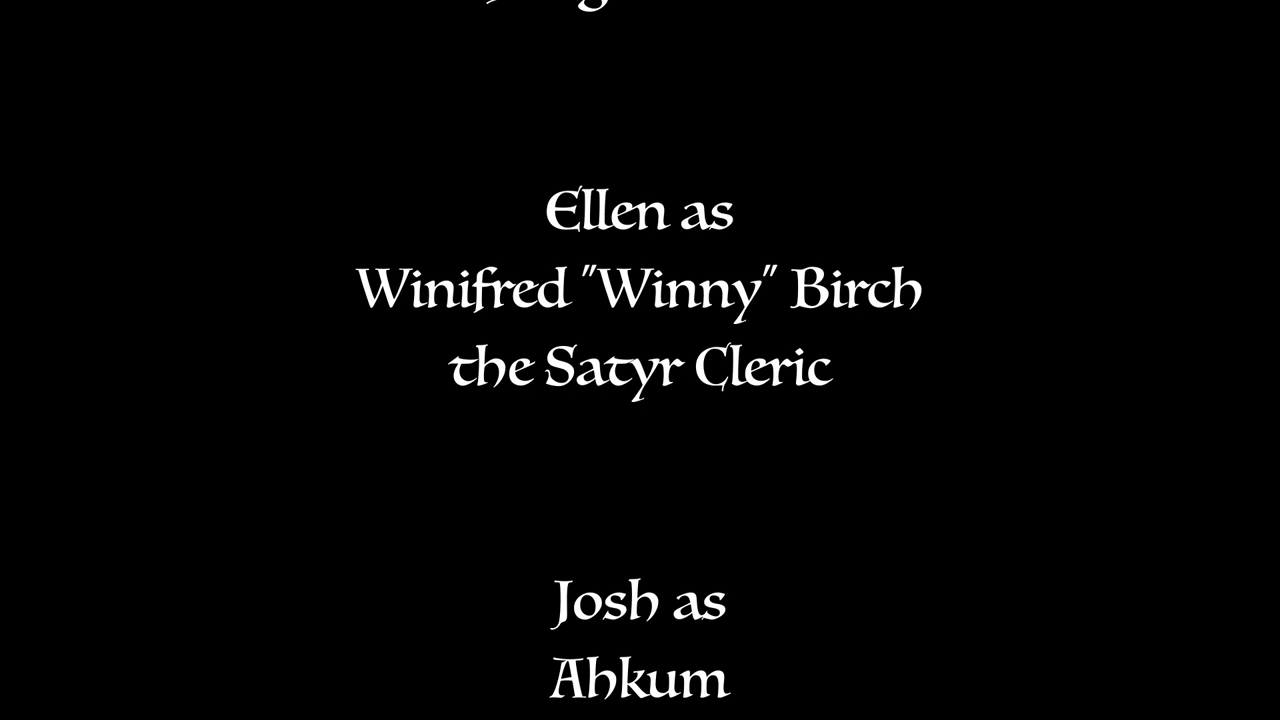 Ellen as
Winifred "Winny" Birch
the Satyr Cleric
Josh as
Ahkum